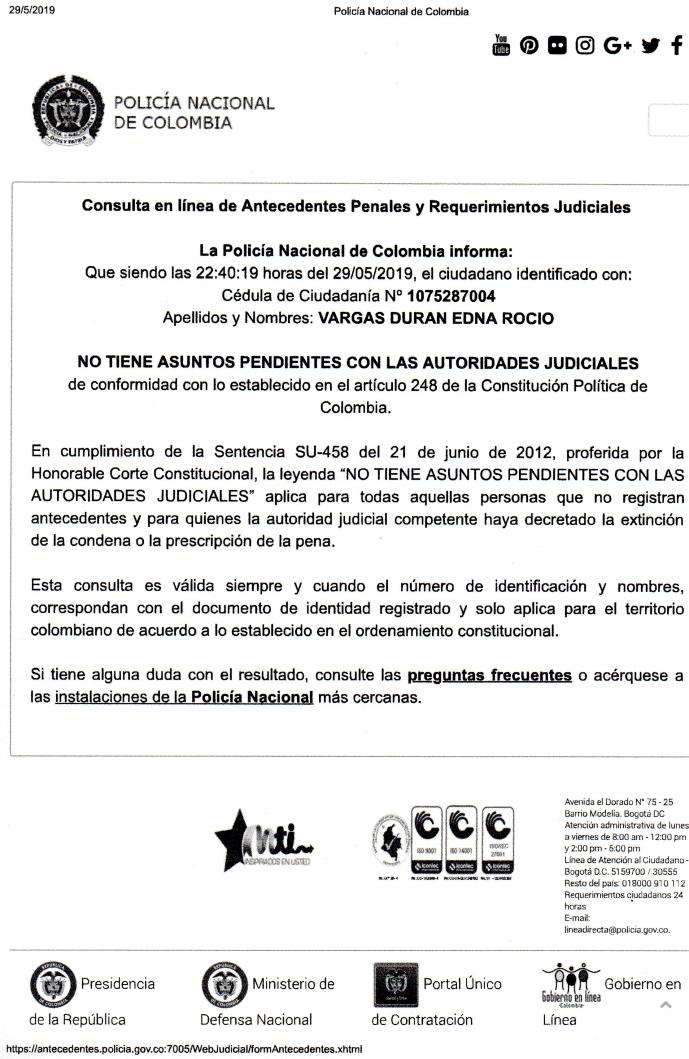 29/5/2019
Policía Nacional de Colombia
You
Tube
G+
POLICÍA NACIONAL
DE COLOMBIA
Consulta en línea de Antecedentes Penales y Requerimientos Judiciales
La Policía Nacional de Colombia informa:
Que siendo las 22:40:19 horas del 29/05/2019, el ciudadano identificado con:
Cédula de Ciudadanía Nº 1075287004
Apellidos y Nombres: VARGAS DURAN EDNA ROCIO
NO TIENE ASUNTOS PENDIENTES CON LAS AUTORIDADES JUDICIALES
de conformidad con lo establecido en el artículo 248 de la Constitución Política de
Colombia.
En cumplimiento de la Sentencia SU-458 del 21 de junio de 2012, proferida por la
Honorable Corte Constitucional, la leyenda “NO TIENE ASUNTOS PENDIENTES CON LAS
AUTORIDADES JUDICIALES” aplica para todas aquellas personas que no registran
antecedentes y para quienes la autoridad judicial competente haya decretado la extinción
de la condena o la prescripción de la pena.
Esta consulta es válida siempre y cuando el número de identificación y nombres,
correspondan con el documento de identidad registrado y solo aplica para el territorio
colombiano de acuerdo a lo establecido en el ordenamiento constitucional.
Si tiene alguna duda con el resultado, consulte las preguntas frecuentes o acérquese a
las instalaciones de la Policía Nacional más cercanas.
INSPIRADOS EN USTED
ISO 9001
ISO 14001
ISO/IEC
27001
icontec
icontec
icontec
Avenida el Dorado N° 75 - 25
Barrio Modelia. Bogotá DC
Atención administrativa de lunes
a viernes de 8:00 am - 12:00 pm
y 2:00 pm - 5:00 pm
Línea de Atención al Ciudadano -
Bogotá D.C. 5159700 / 30555
Resto del país: 018000 910 112
Requerimientos ciudadanos 24
horas
E-mail:
lineadirecta@policia.gov.co.
Presidencia
de la República
Ministerio de
Defensa Nacional
Portal Único
de Contratación
Gobierno en línea
Colombia
Gobierno en
Línea
https://antecedentes.policia.gov.co:7005/WebJudicial/formAntecedentes.xhtml